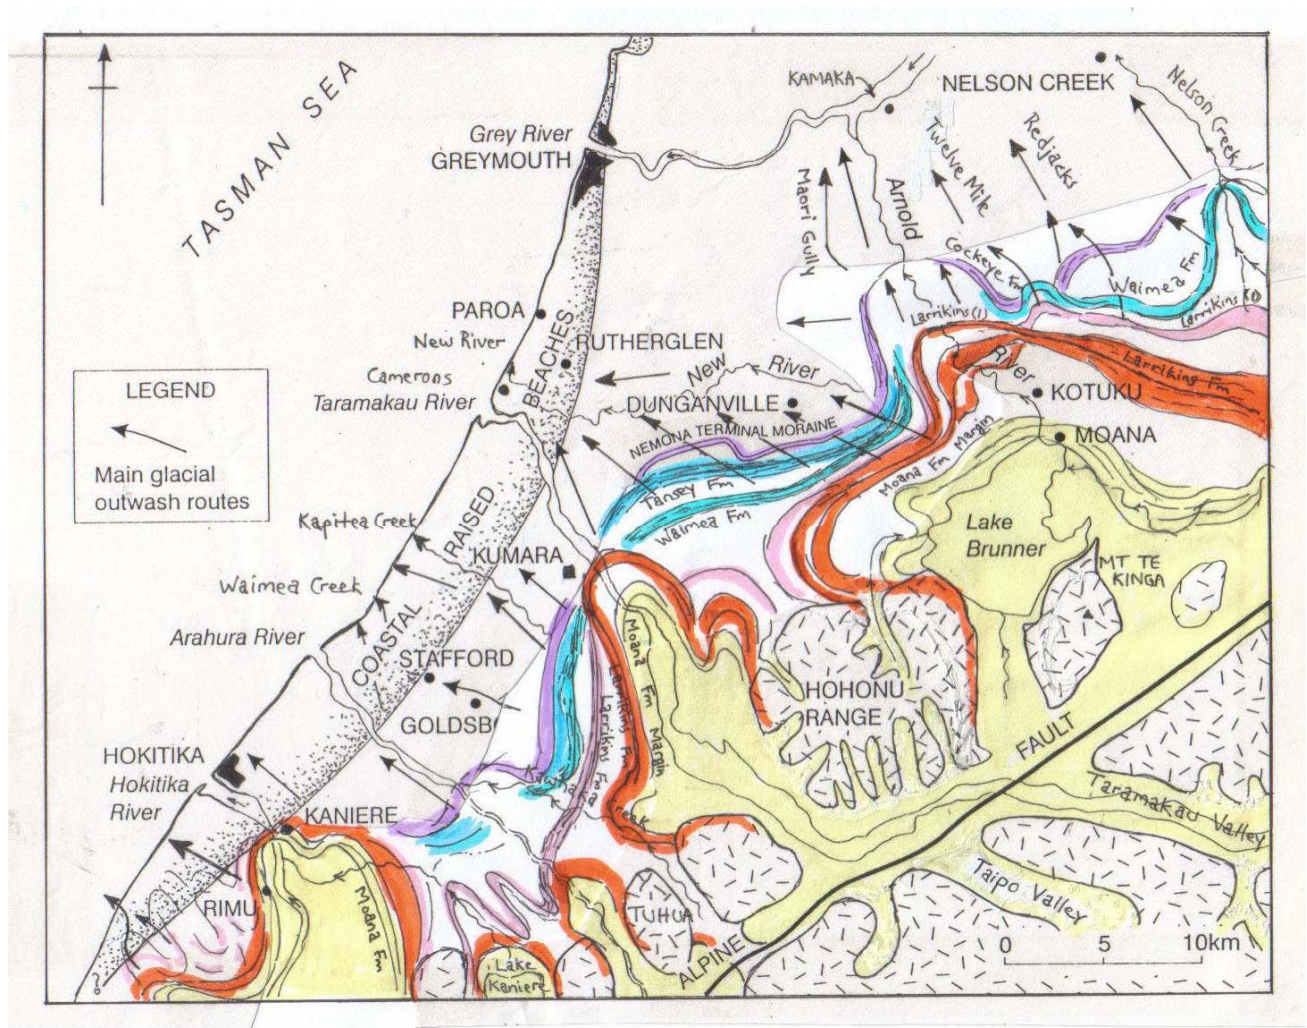 TASMAN SEA
KAMAKA
NELSON CREEK
Nelson Creek
Grey River
GREYMOUTH
Twelve Mile
Redjacks
Maori Gully
Arnold
Cockeye Fm
Waimea Fm
Larrikins (1)
Larrikins (1)
PAROA
New River
BEACHES
RUTHERGLEN
Camerons
Taramakau River
New
River
River
Larrikins Fm
KOTUKU
DUNGANVILLE
MOANA
NEMONA TERMINAL MORAINE
Moana Fm Margin
LEGEND
Main glacial
outwash routes
Tansey Fm
Waimea Fm
Lake
Brunner
Kapitea Creek
RAISED
KUMARA
MT TE
KINGA
Waimea Creek
COASTAL
Arahura River
STAFFORD
GOLDSB
Moana Fm Margin
Larrikins Fm
Larrikins Fm
HOHONU
RANGE
FAULT
HOKITIKA
Hokitika
River
KANIERE
Creek
Taramakau Valley
Taipo Valley
RIMU
Moana Fm
TUHUA
ALPINE
Lake
Kaniere
0 5 10km
?